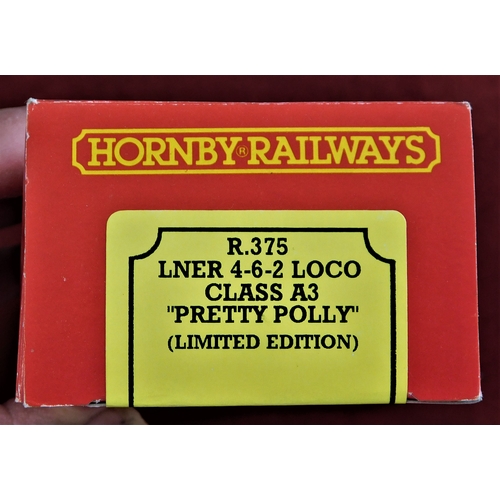 HORNBY® RAILWAYS
R.375
LNER 4-6-2 LOCO
CLASS A3
"PRETTY POLLY"
(LIMITED EDITION)